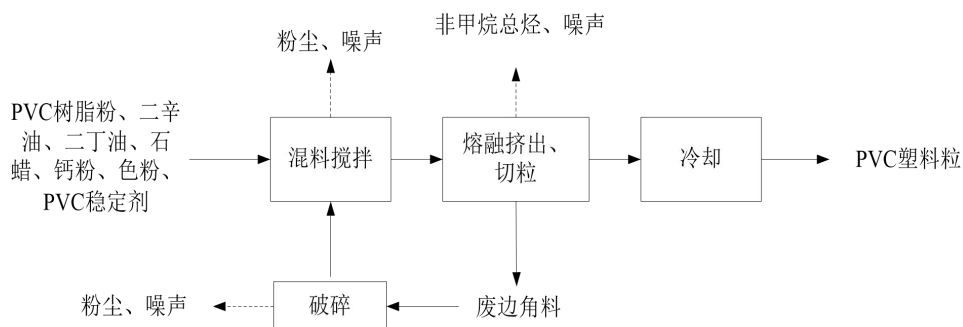 非甲烷总烃、噪声
粉尘、噪声
PVC树脂粉、二辛
油、二丁油、石
蜡、钙粉、色粉、
PVC稳定剂
混料搅拌
熔融挤出、
切粒
冷却
PVC塑料粒
粉尘、噪声
破碎
废边角料